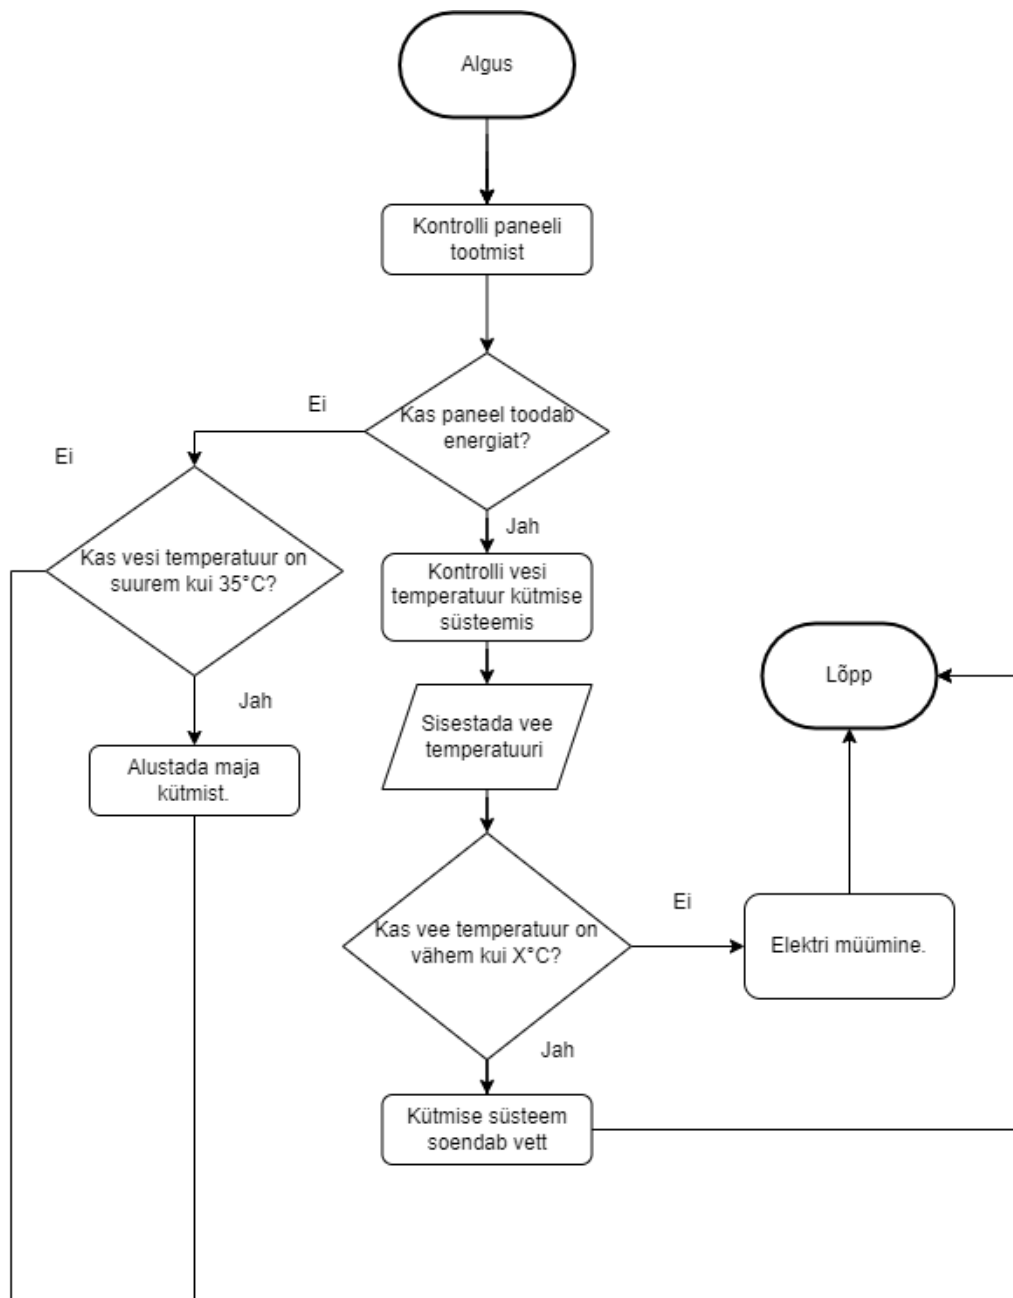 Algus
Kontrolli paneeli
tootmist
Ei
Kas paneel toodab
energiat?
Ei
Jah
Kas vesi temperatuur on
suurem kui 35°C?
Kontrolli vesi
temperatuur kütmise
süsteemis
Jah
Lõpp
Sisestada vee
temperatuuri
Alustada maja
kütmist.
Ei
Kas vee temperatuur on
vähem kui X°C?
Elektri müümine.
Jah
Kütmise süsteem
soendab vett